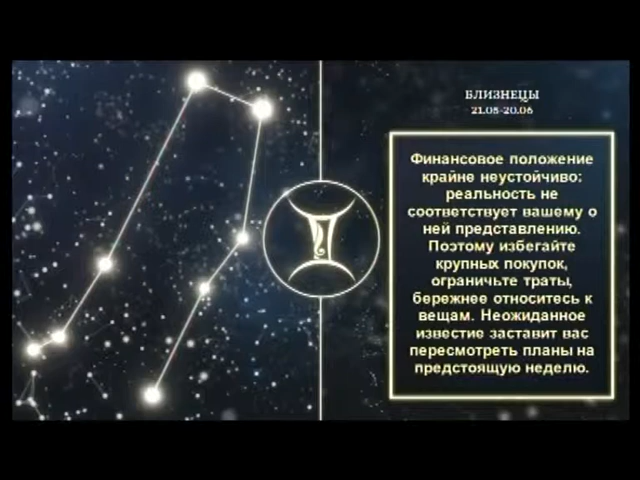 БЛИЗНЕЦЫ
21.05-20.06
Финансовое положение
крайне неустойчиво:
реальность не
соответствует вашему о
ней представлению.
Поэтому избегайте
крупных покупок,
ограничьте траты,
бережнее относитесь к
вещам. Неожиданное
известие заставит вас
пересмотреть планы на
предстоящую неделю.